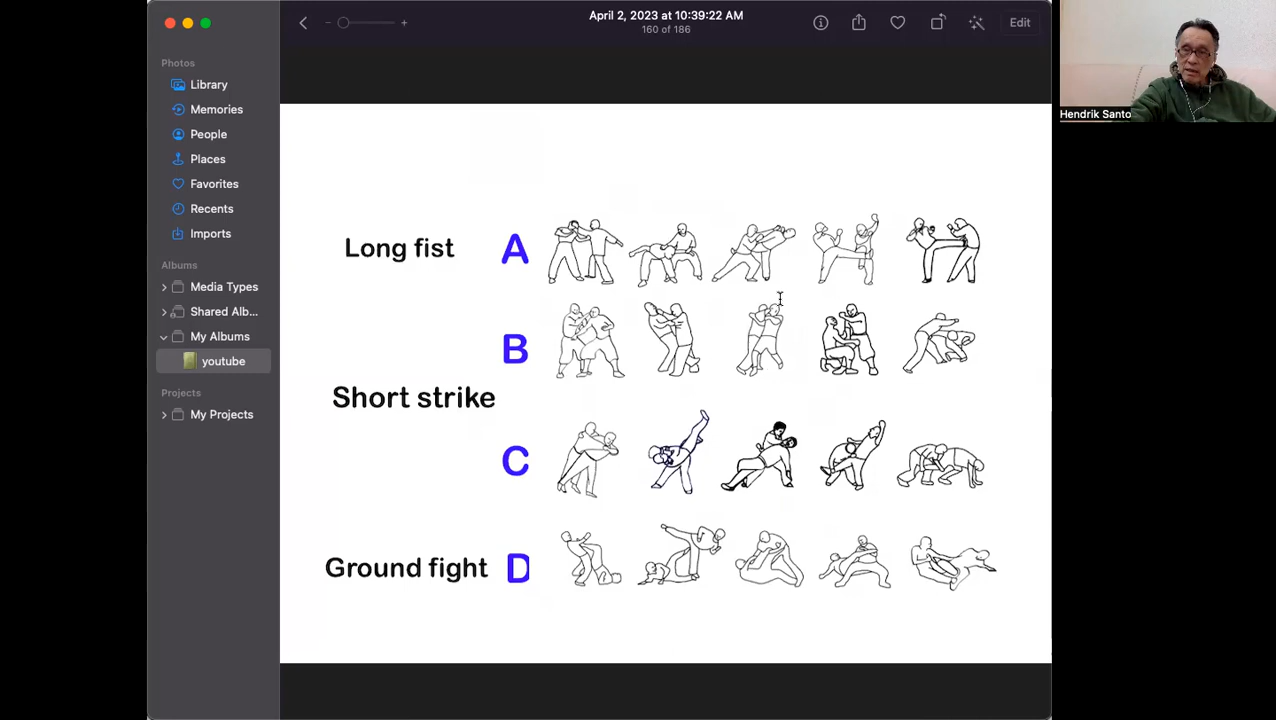 April 2, 2023 at 10:39:22 AM
160 of 186
Edit
Photos
Library
Memories
People
Places
Favorites
Recents
Imports
Albums
Media Types
Shared Alb...
My Albums
youtube
Projects
My Projects
Long fist A
B
Short strike
C
Ground fight D
Hendrik Santo